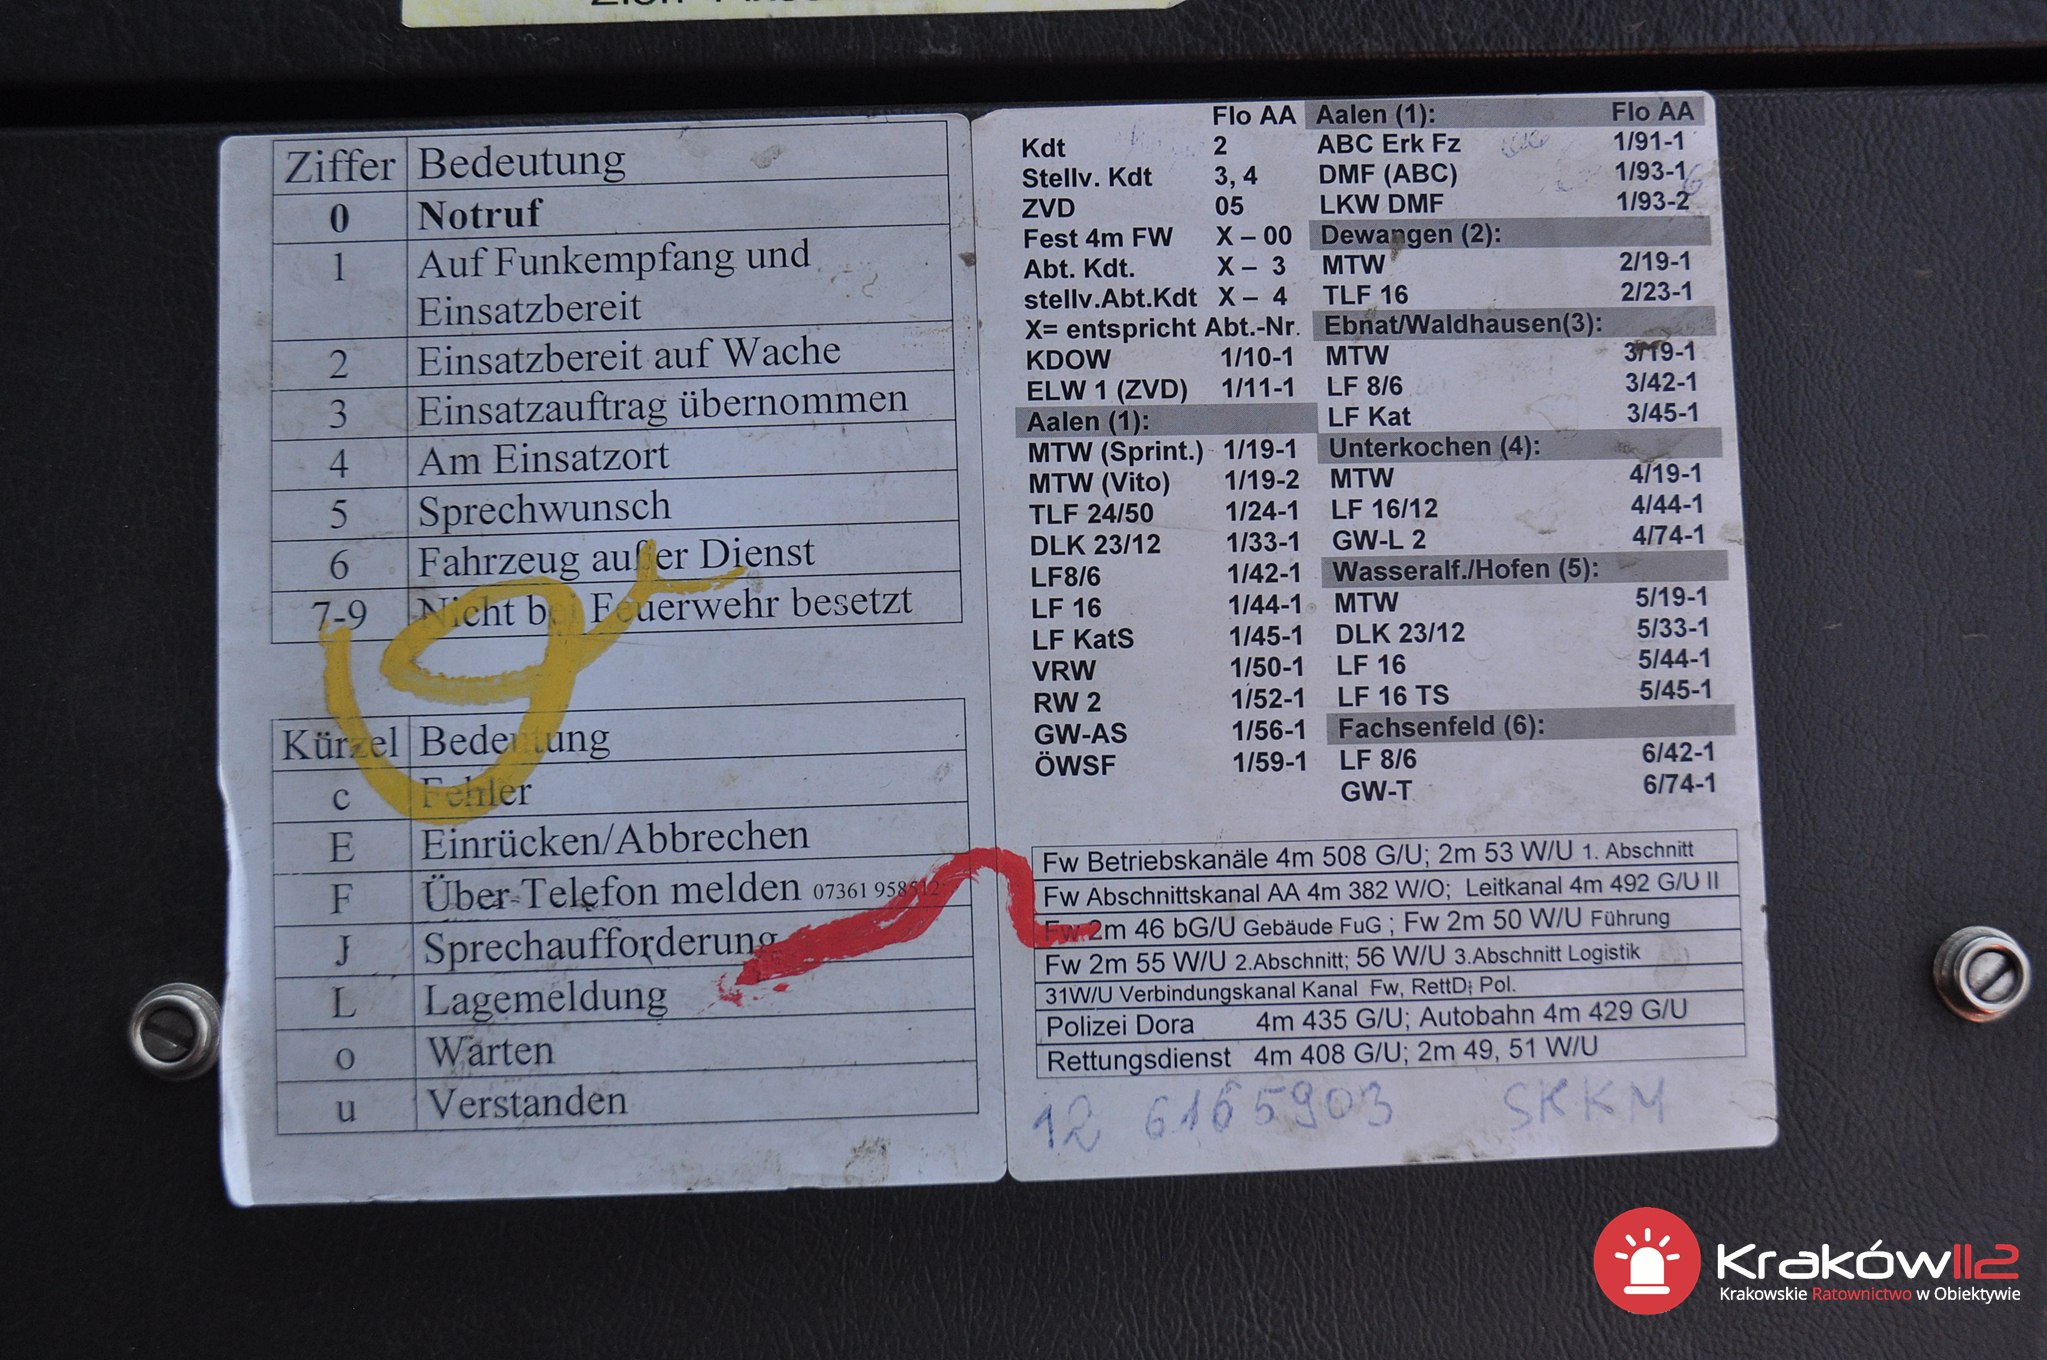 Ziffer Bedeutung
0 Notruf
1 Auf Funkempfang und
Einsatzbereit
2 Einsatzbereit auf Wache
3 Einsatzauftrag übernommen
4 Am Einsatzort
5 Sprechwunsch
6 Fahrzeug außer Dienst
7-9 Nicht bei Feuerwehr besetzt
Kürzel Bedeutung
c Fehler
E Einrücken/Abbrechen
F Über Telefon melden 07361 958512
J Sprechaufforderung
L Lagemeldung
o Warten
u Verstanden
Flo AA
Kdt 2
Stellv. Kdt 3, 4
ZVD 05
Fest 4m FW X – 00
Abt. Kdt. X – 3
stellv.Abt.Kdt X – 4
X= entspricht Abt.-Nr.
KDOW 1/10-1
ELW 1 (ZVD) 1/11-1
Aalen (1):
MTW (Sprint.) 1/19-1
MTW (Vito) 1/19-2
TLF 24/50 1/24-1
DLK 23/12 1/33-1
LF8/6 1/42-1
LF 16 1/44-1
LF KatS 1/45-1
VRW 1/50-1
RW 2 1/52-1
GW-AS 1/56-1
ÖWSF 1/59-1
Aalen (1): Flo AA
ABC Erk Fz 1/91-1
DMF (ABC) 1/93-1
LKW DMF 1/93-2
Dewangen (2):
MTW 2/19-1
TLF 16 2/23-1
Ebnat/Waldhausen(3):
MTW 3/19-1
LF 8/6 3/42-1
LF Kat 3/45-1
Unterkochen (4):
MTW 4/19-1
LF 16/12 4/44-1
GW-L 2 4/74-1
Wasseralf./Hofen (5):
MTW 5/19-1
DLK 23/12 5/33-1
LF 16 5/44-1
LF 16 TS 5/45-1
Fachsenfeld (6):
LF 8/6 6/42-1
GW-T 6/74-1
Fw Betriebskanäle 4m 508 G/U; 2m 53 W/U 1. Abschnitt
Fw Abschnittskanal AA 4m 382 W/O; Leitkanal 4m 492 G/U II
Fw 2m 46 bG/U Gebäude FuG ; Fw 2m 50 W/U Führung
Fw 2m 55 W/U 2.Abschnitt; 56 W/U 3.Abschnitt Logistik
31W/U Verbindungskanal Kanal Fw, RettD; Pol.
Polizei Dora 4m 435 G/U; Autobahn 4m 429 G/U
Rettungsdienst 4m 408 G/U; 2m 49, 51 W/U
12 6165903 SKKM
Kraków112
Krakowskie Ratownictwo w Obiektywie